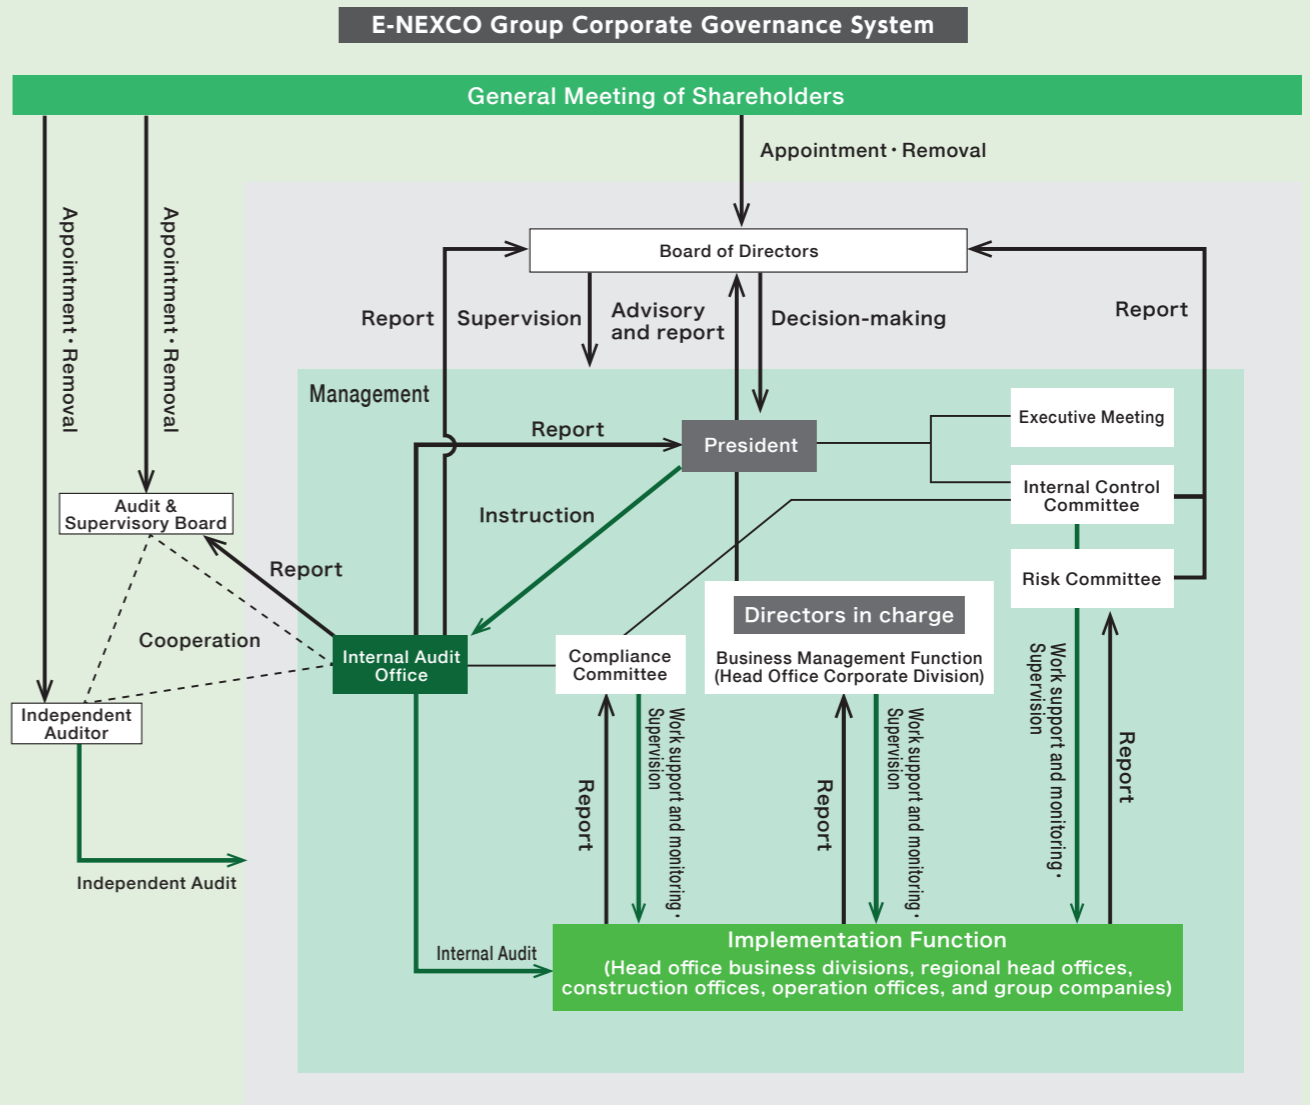 E-NEXCO Group Corporate Governance System
General Meeting of Shareholders
Appointment・Removal
Appointment・Removal
Appointment・Removal
Board of Directors
Report
Supervision
Advisory
and report
Decision-making
Report
Management
Report
President
Executive Meeting
Internal Control
Committee
Audit &
Supervisory Board
Instruction
Report
Risk Committee
Cooperation
Internal Audit
Office
Compliance
Committee
Directors in charge
Business Management Function
(Head Office Corporate Division)
Independent
Auditor
Report
Work support and monitoring・
Supervision
Report
Work support and monitoring・
Supervision
Work support and monitoring・
Supervision
Report
Independent Audit
Internal Audit
Implementation Function
(Head office business divisions, regional head offices,
construction offices, operation offices, and group companies)